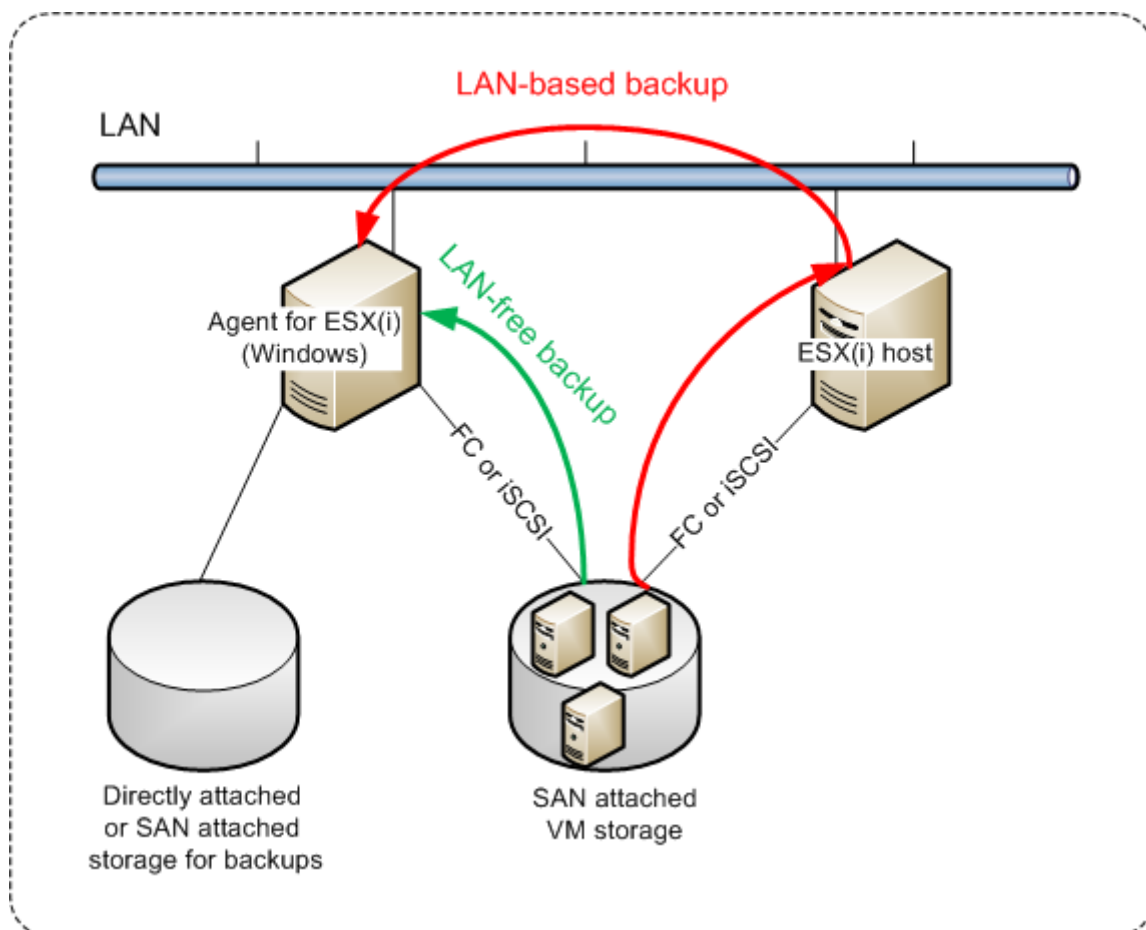 LAN-based backup
LAN
LAN-free backup
Agent for ESX(i)
(Windows)
ESX(i) host
FC or iSCSI
FC or iSCSI
Directly attached
or SAN attached
storage for backups
SAN attached
VM storage